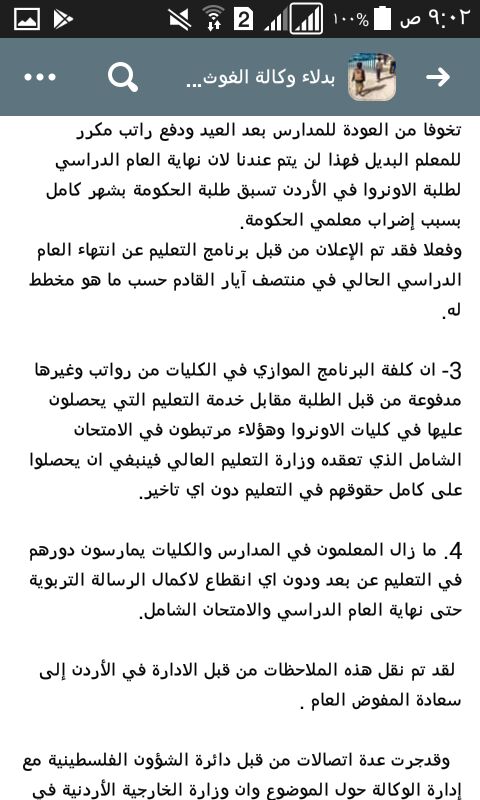 ٩:٠٢ ص ١٠٠% 2
بدلاء وكالة الغوث...
تخوفا من العودة للمدارس بعد العيد ودفع راتب مكرر
للمعلم البديل فهذا لن يتم عندنا لان نهاية العام الدراسي
لطلبة الاونروا في الأردن تسبق طلبة الحكومة بشهر كامل
بسبب إضراب معلمي الحكومة.
وفعلا فقد تم الإعلان من قبل برنامج التعليم عن انتهاء العام
الدراسي الحالي في منتصف آيار القادم حسب ما هو مخطط
له.
3- ان كلفة البرنامج الموازي في الكليات من رواتب وغيرها
مدفوعة من قبل الطلبة مقابل خدمة التعليم التي يحصلون
عليها في كليات الاونروا وهؤلاء مرتبطون في الامتحان
الشامل الذي تعقده وزارة التعليم العالي فينبغي ان يحصلوا
على كامل حقوقهم في التعليم دون اي تاخير.
4. ما زال المعلمون في المدارس والكليات يمارسون دورهم
في التعليم عن بعد ودون اي انقطاع لاكمال الرسالة التربوية
حتى نهاية العام الدراسي والامتحان الشامل.
لقد تم نقل هذه الملاحظات من قبل الادارة في الأردن إلى
سعادة المفوض العام .
وقدجرت عدة اتصالات من قبل دائرة الشؤون الفلسطينية مع
إدارة الوكالة حول الموضوع وان وزارة الخارجية الأردنية في